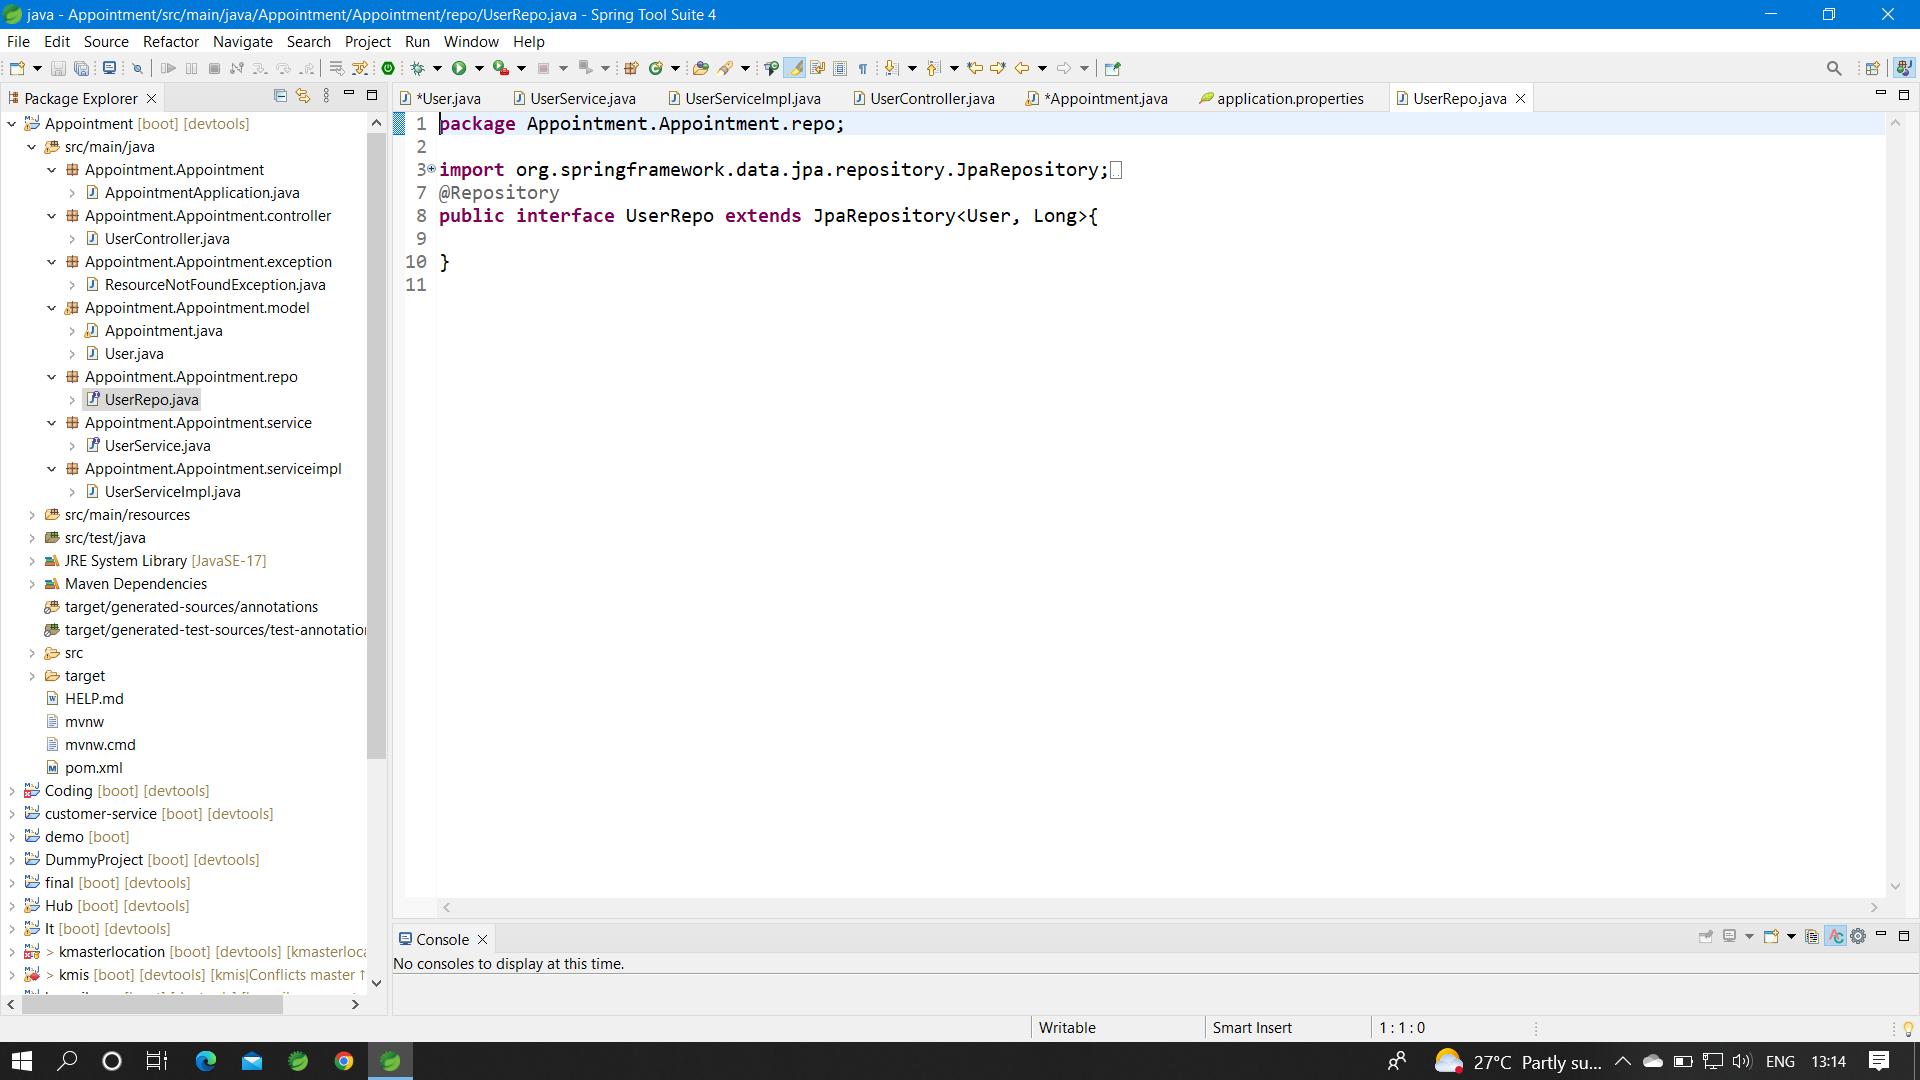 java - Appointment/src/main/java/Appointment/Appointment/repo/UserRepo.java - Spring Tool Suite 4
File Edit Source Refactor Navigate Search Project Run Window Help
Package Explorer
Appointment [boot] [devtools]
src/main/java
Appointment.Appointment
AppointmentApplication.java
Appointment.Appointment.controller
UserController.java
Appointment.Appointment.exception
ResourceNotFoundException.java
Appointment.Appointment.model
Appointment.java
User.java
Appointment.Appointment.repo
UserRepo.java
Appointment.Appointment.service
UserService.java
Appointment.Appointment.serviceimpl
UserServiceImpl.java
src/main/resources
src/test/java
JRE System Library [JavaSE-17]
Maven Dependencies
target/generated-sources/annotations
target/generated-test-sources/test-annotation
src
target
HELP.md
mvnw
mvnw.cmd
pom.xml
Coding [boot] [devtools]
customer-service [boot] [devtools]
demo [boot]
DummyProject [boot] [devtools]
final [boot] [devtools]
Hub [boot] [devtools]
It [boot] [devtools]
> kmasterlocation [boot] [devtools] [kmasterloca
> kmis [boot] [devtools] [kmis|Conflicts master ↑
*User.java UserService.java UserServiceImpl.java UserController.java *Appointment.java application.properties UserRepo.java
1 package Appointment.Appointment.repo;
2
3 import org.springframework.data.jpa.repository.JpaRepository;
7 @Repository
8 public interface UserRepo extends JpaRepository<User, Long>{
9
10 }
11
Console
No consoles to display at this time.
Writable Smart Insert 1 : 1 : 0
27°C Partly su... ENG 13:14